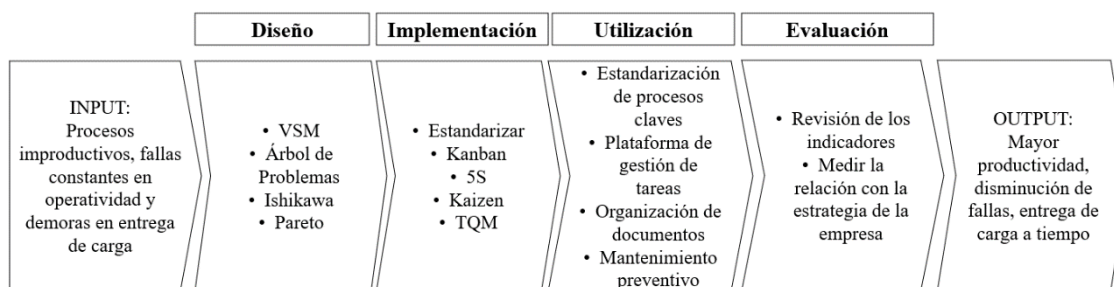 Diseño
Implementación
Utilización
Evaluación
INPUT:
Procesos
improductivos, fallas
constantes en
operatividad y
demoras en entrega
de carga
• VSM
• Árbol de
Problemas
• Ishikawa
• Pareto
• Estandarizar
• Kanban
• 5S
• Kaizen
• TQM
• Estandarización
de procesos
claves
• Plataforma de
gestión de
tareas
• Organización de
documentos
• Mantenimiento
preventivo
• Revisión de los
indicadores
• Medir la
relación con la
estrategia de la
empresa
OUTPUT:
Mayor
productividad,
disminución de
fallas, entrega de
carga a tiempo